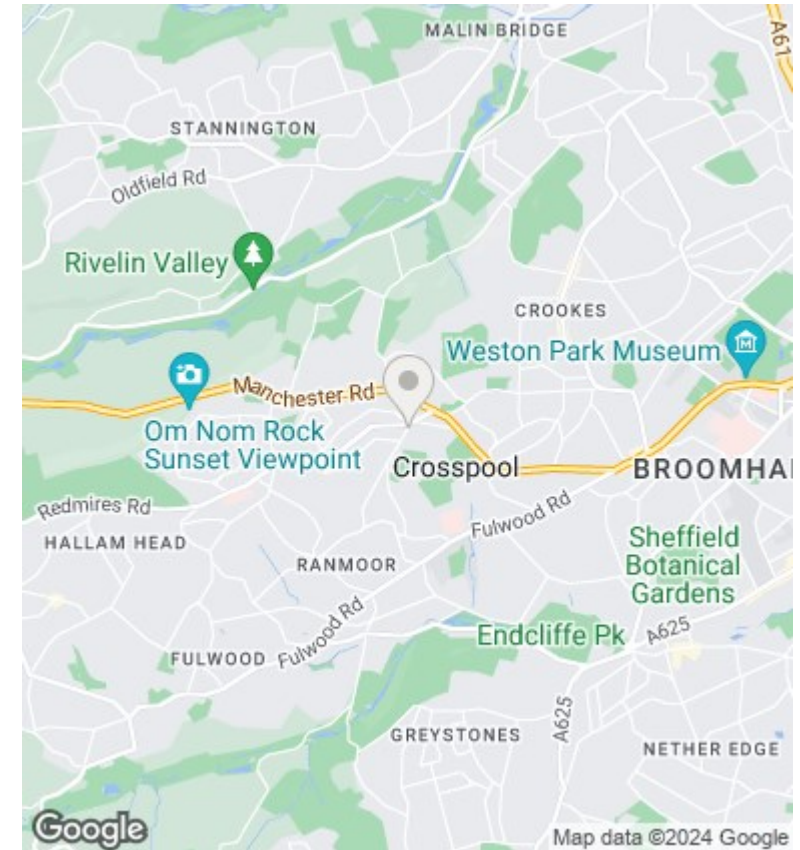 MALIN BRIDGE
A61
STANNINGTON
Oldfield Rd
Rivelin Valley
CROOKES
Weston Park Museum
Manchester Rd
Om Nom Rock
Sunset Viewpoint
Crosspool
BROOMHA
Redmires Rd
Fulwood Rd
HALLAM HEAD
Sheffield
Botanical
Gardens
RANMOOR
Endcliffe Pk
A625
FULWOOD
Fulwood Rd
A625
GREYSTONES
NETHER EDGE
Google
Map data ©2024 Google